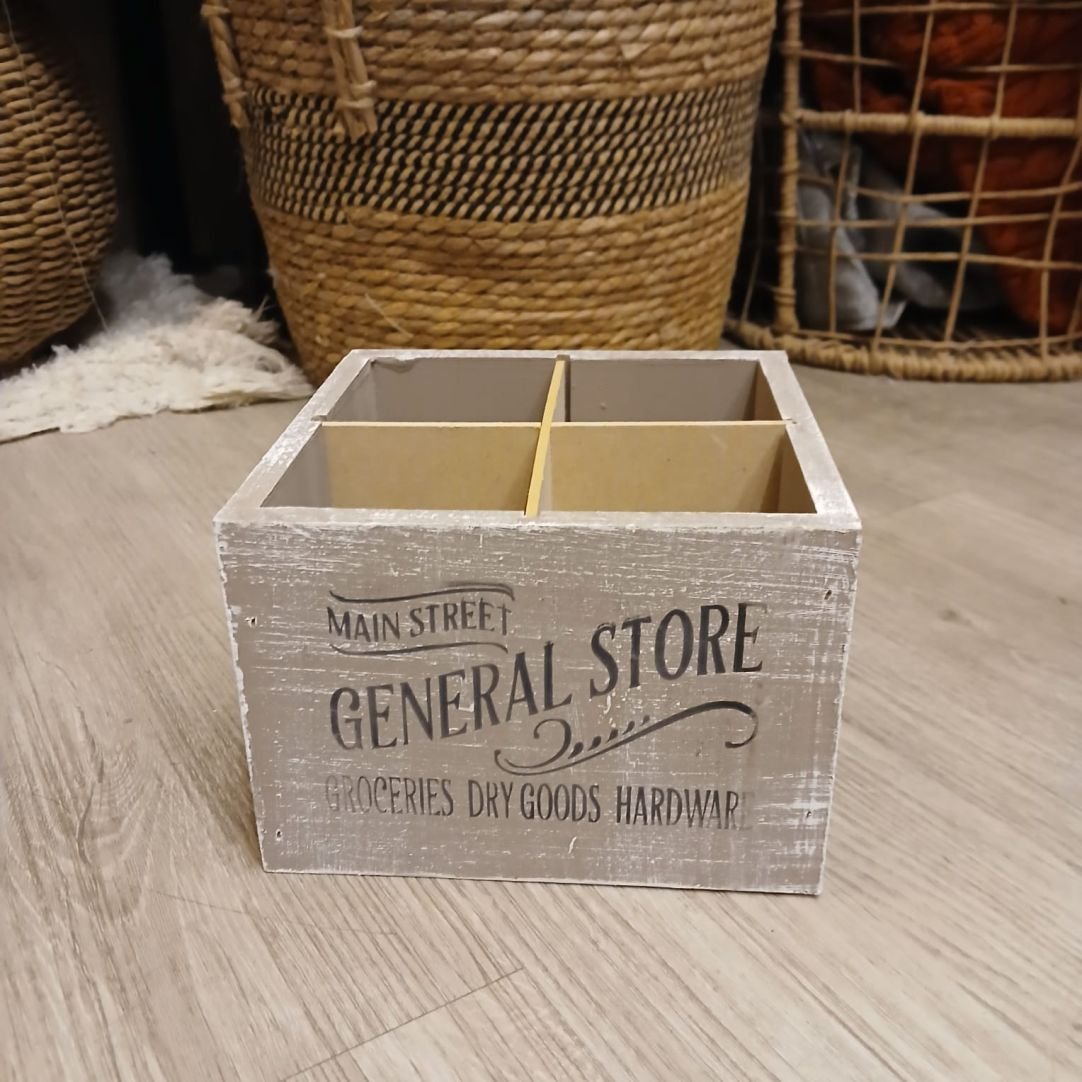 MAIN STREET
GENERAL STORE
GROCERIES DRY GOODS HARDWARE